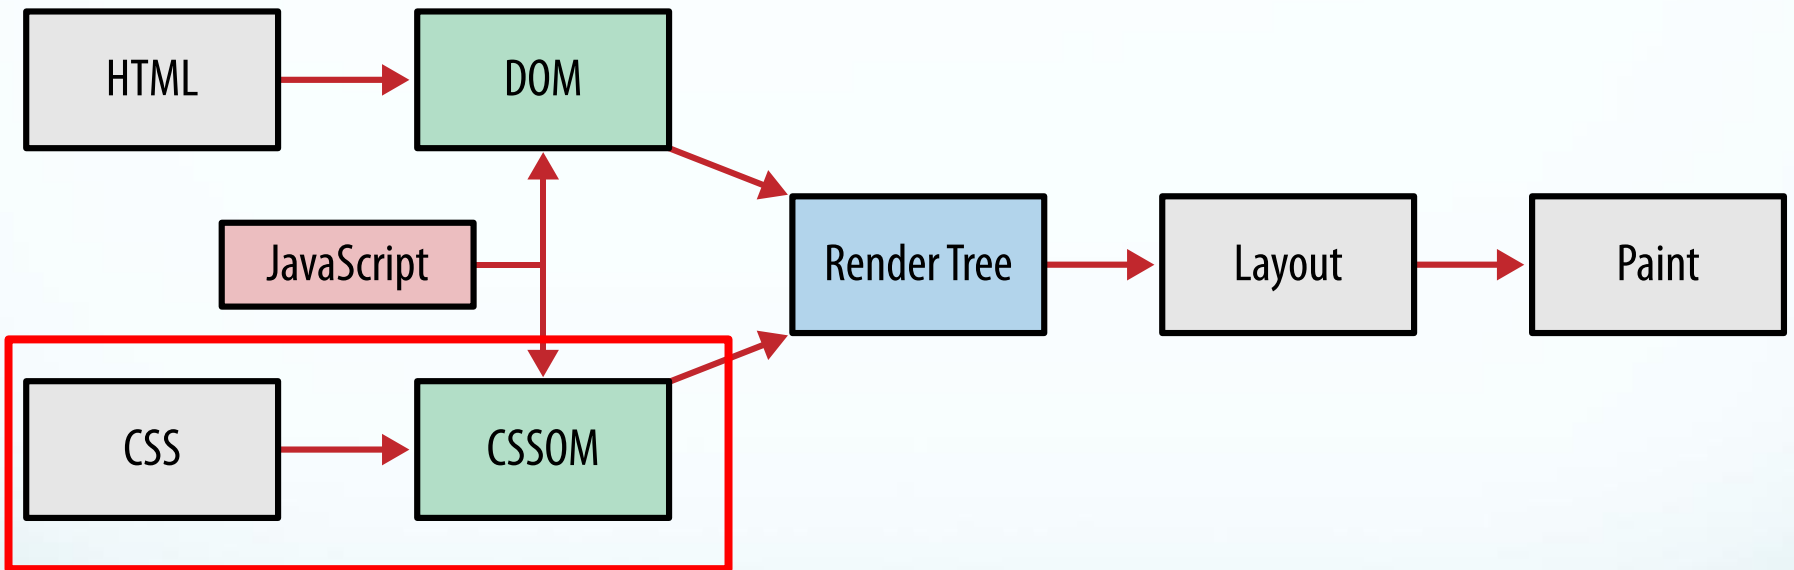 HTML
DOM
JavaScript
Render Tree
Layout
Paint
CSS
CSSOM